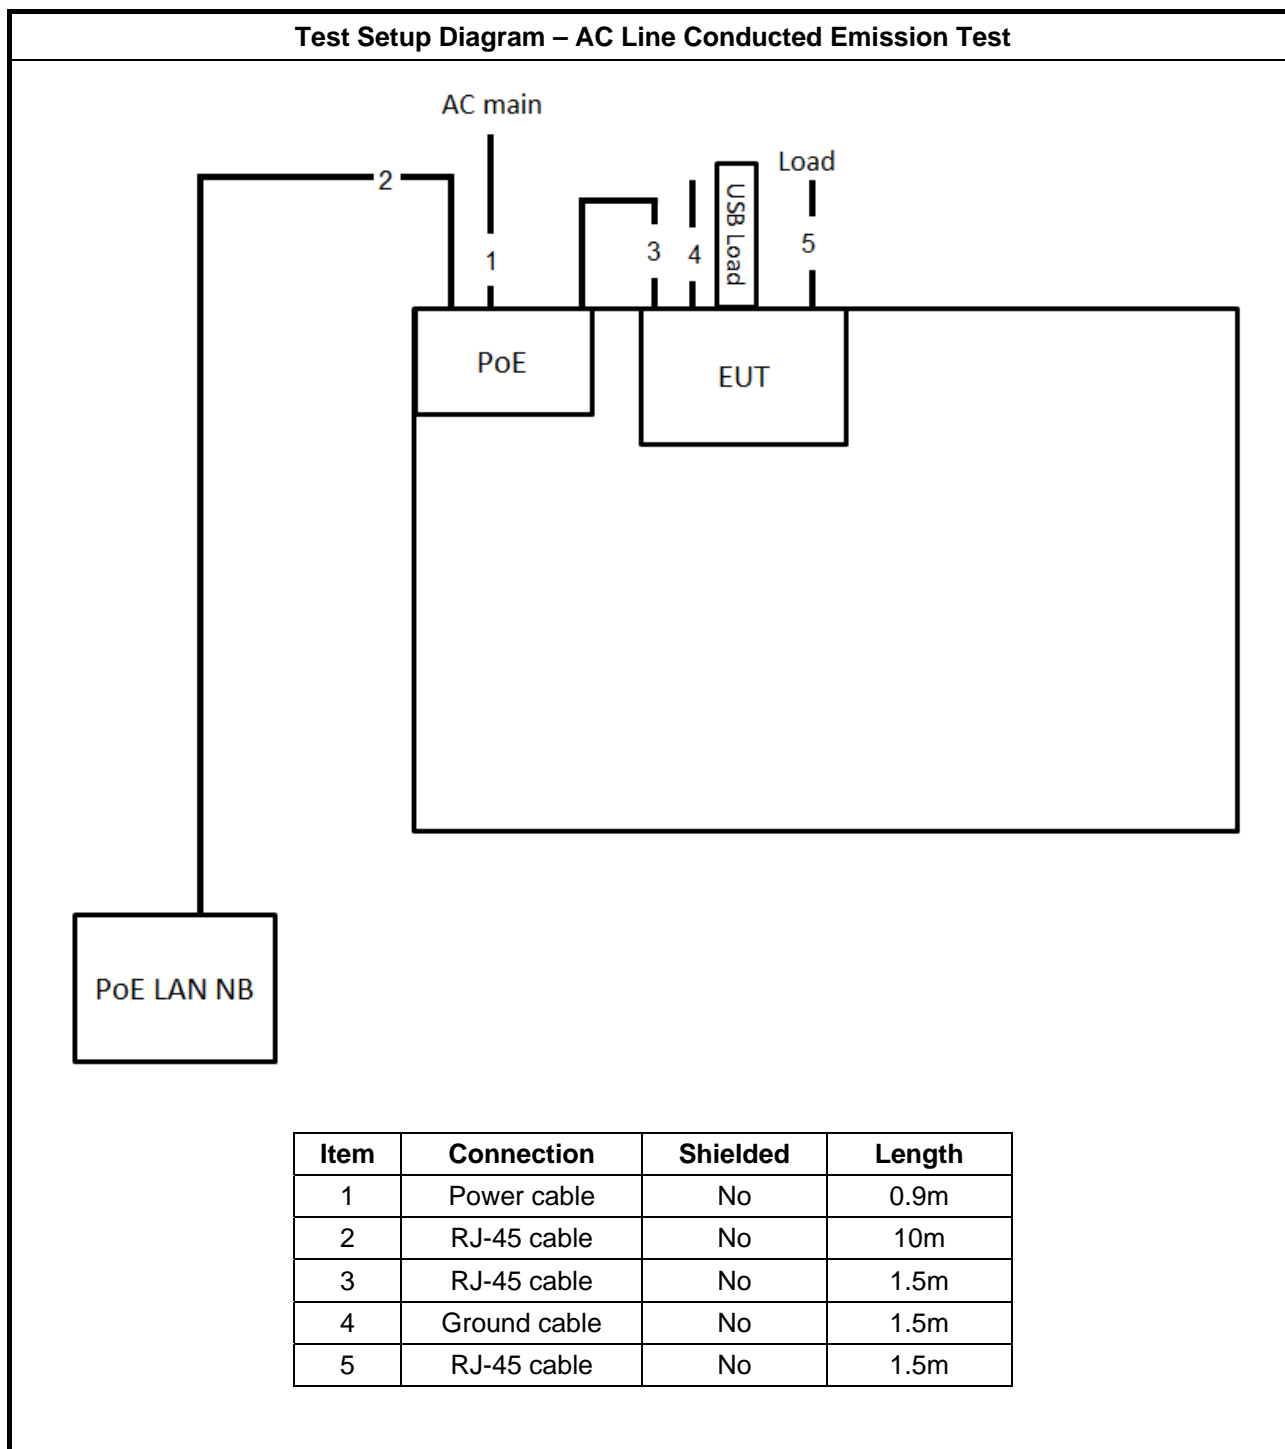 Test Setup Diagram – AC Line Conducted Emission Test
AC main
Load
2
USB Load
1
3
4
5
PoE
EUT
PoE LAN NB
Item Connection Shielded Length
1 Power cable No 0.9m
2 RJ-45 cable No 10m
3 RJ-45 cable No 1.5m
4 Ground cable No 1.5m
5 RJ-45 cable No 1.5m